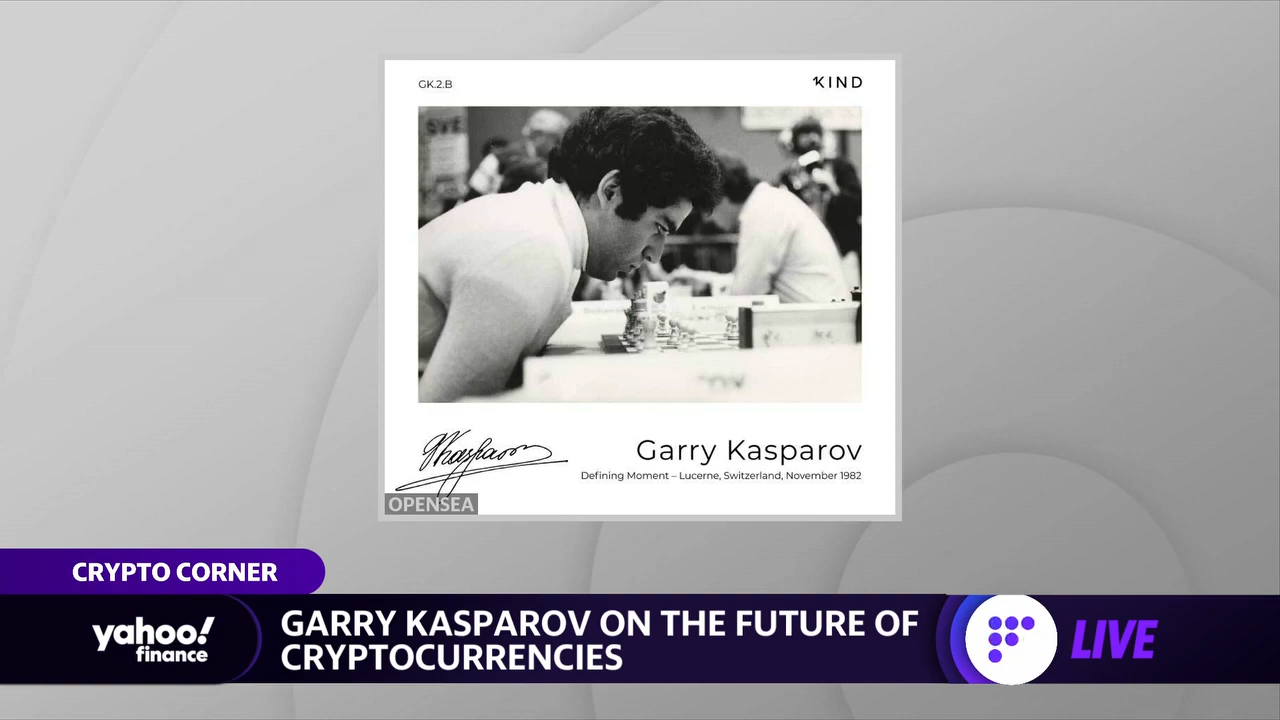 GK.2.B
KIND
SVE
Garry Kasparov
Defining Moment – Lucerne, Switzerland, November 1982
OPENSEA
CRYPTO CORNER
yahoo!
finance
GARRY KASPAROV ON THE FUTURE OF
CRYPTOCURRENCIES
LIVE